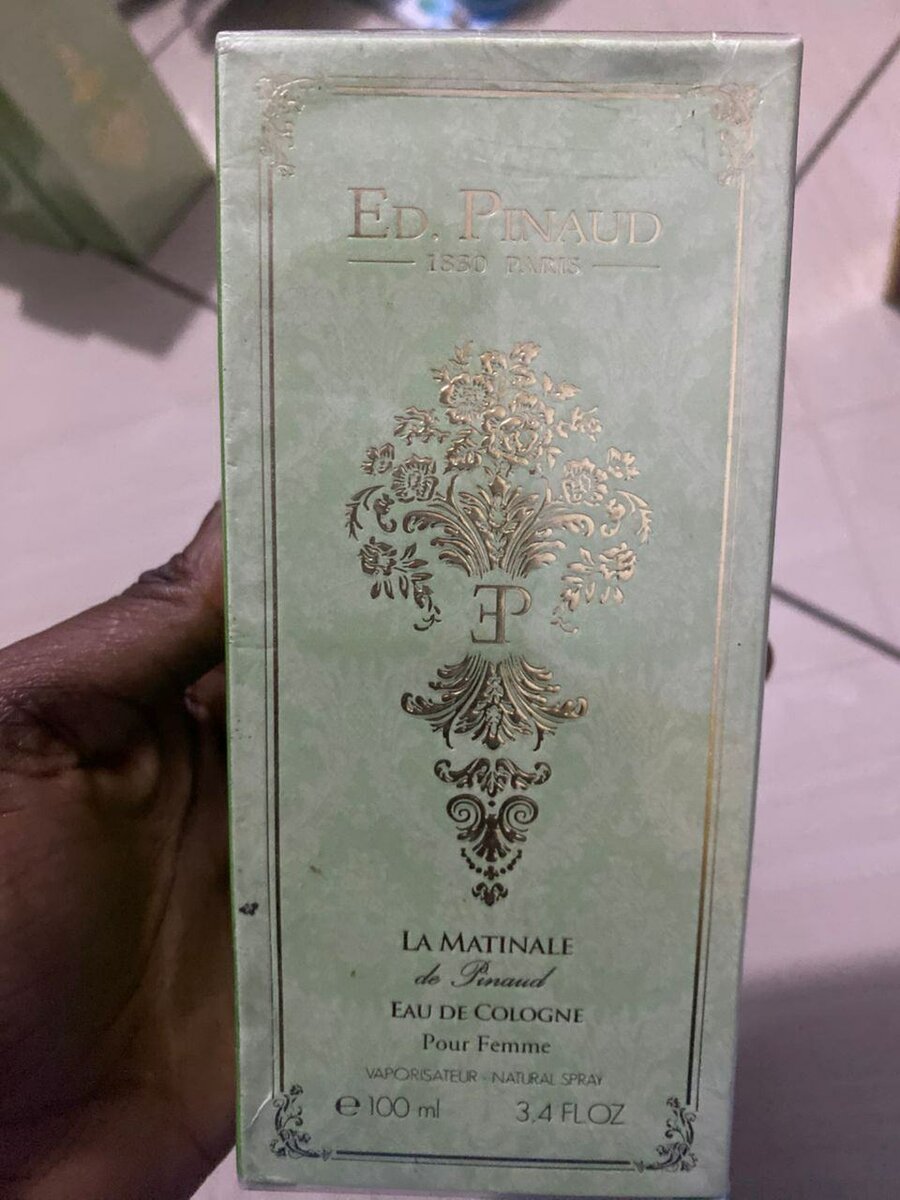 ED. PINAUD
1830 PARIS
EP
LA MATINALE
de Pinaud
EAU DE COLOGNE
Pour Femme
VAPORISATEUR - NATURAL SPRAY
e 100 ml 3,4 FL.OZ